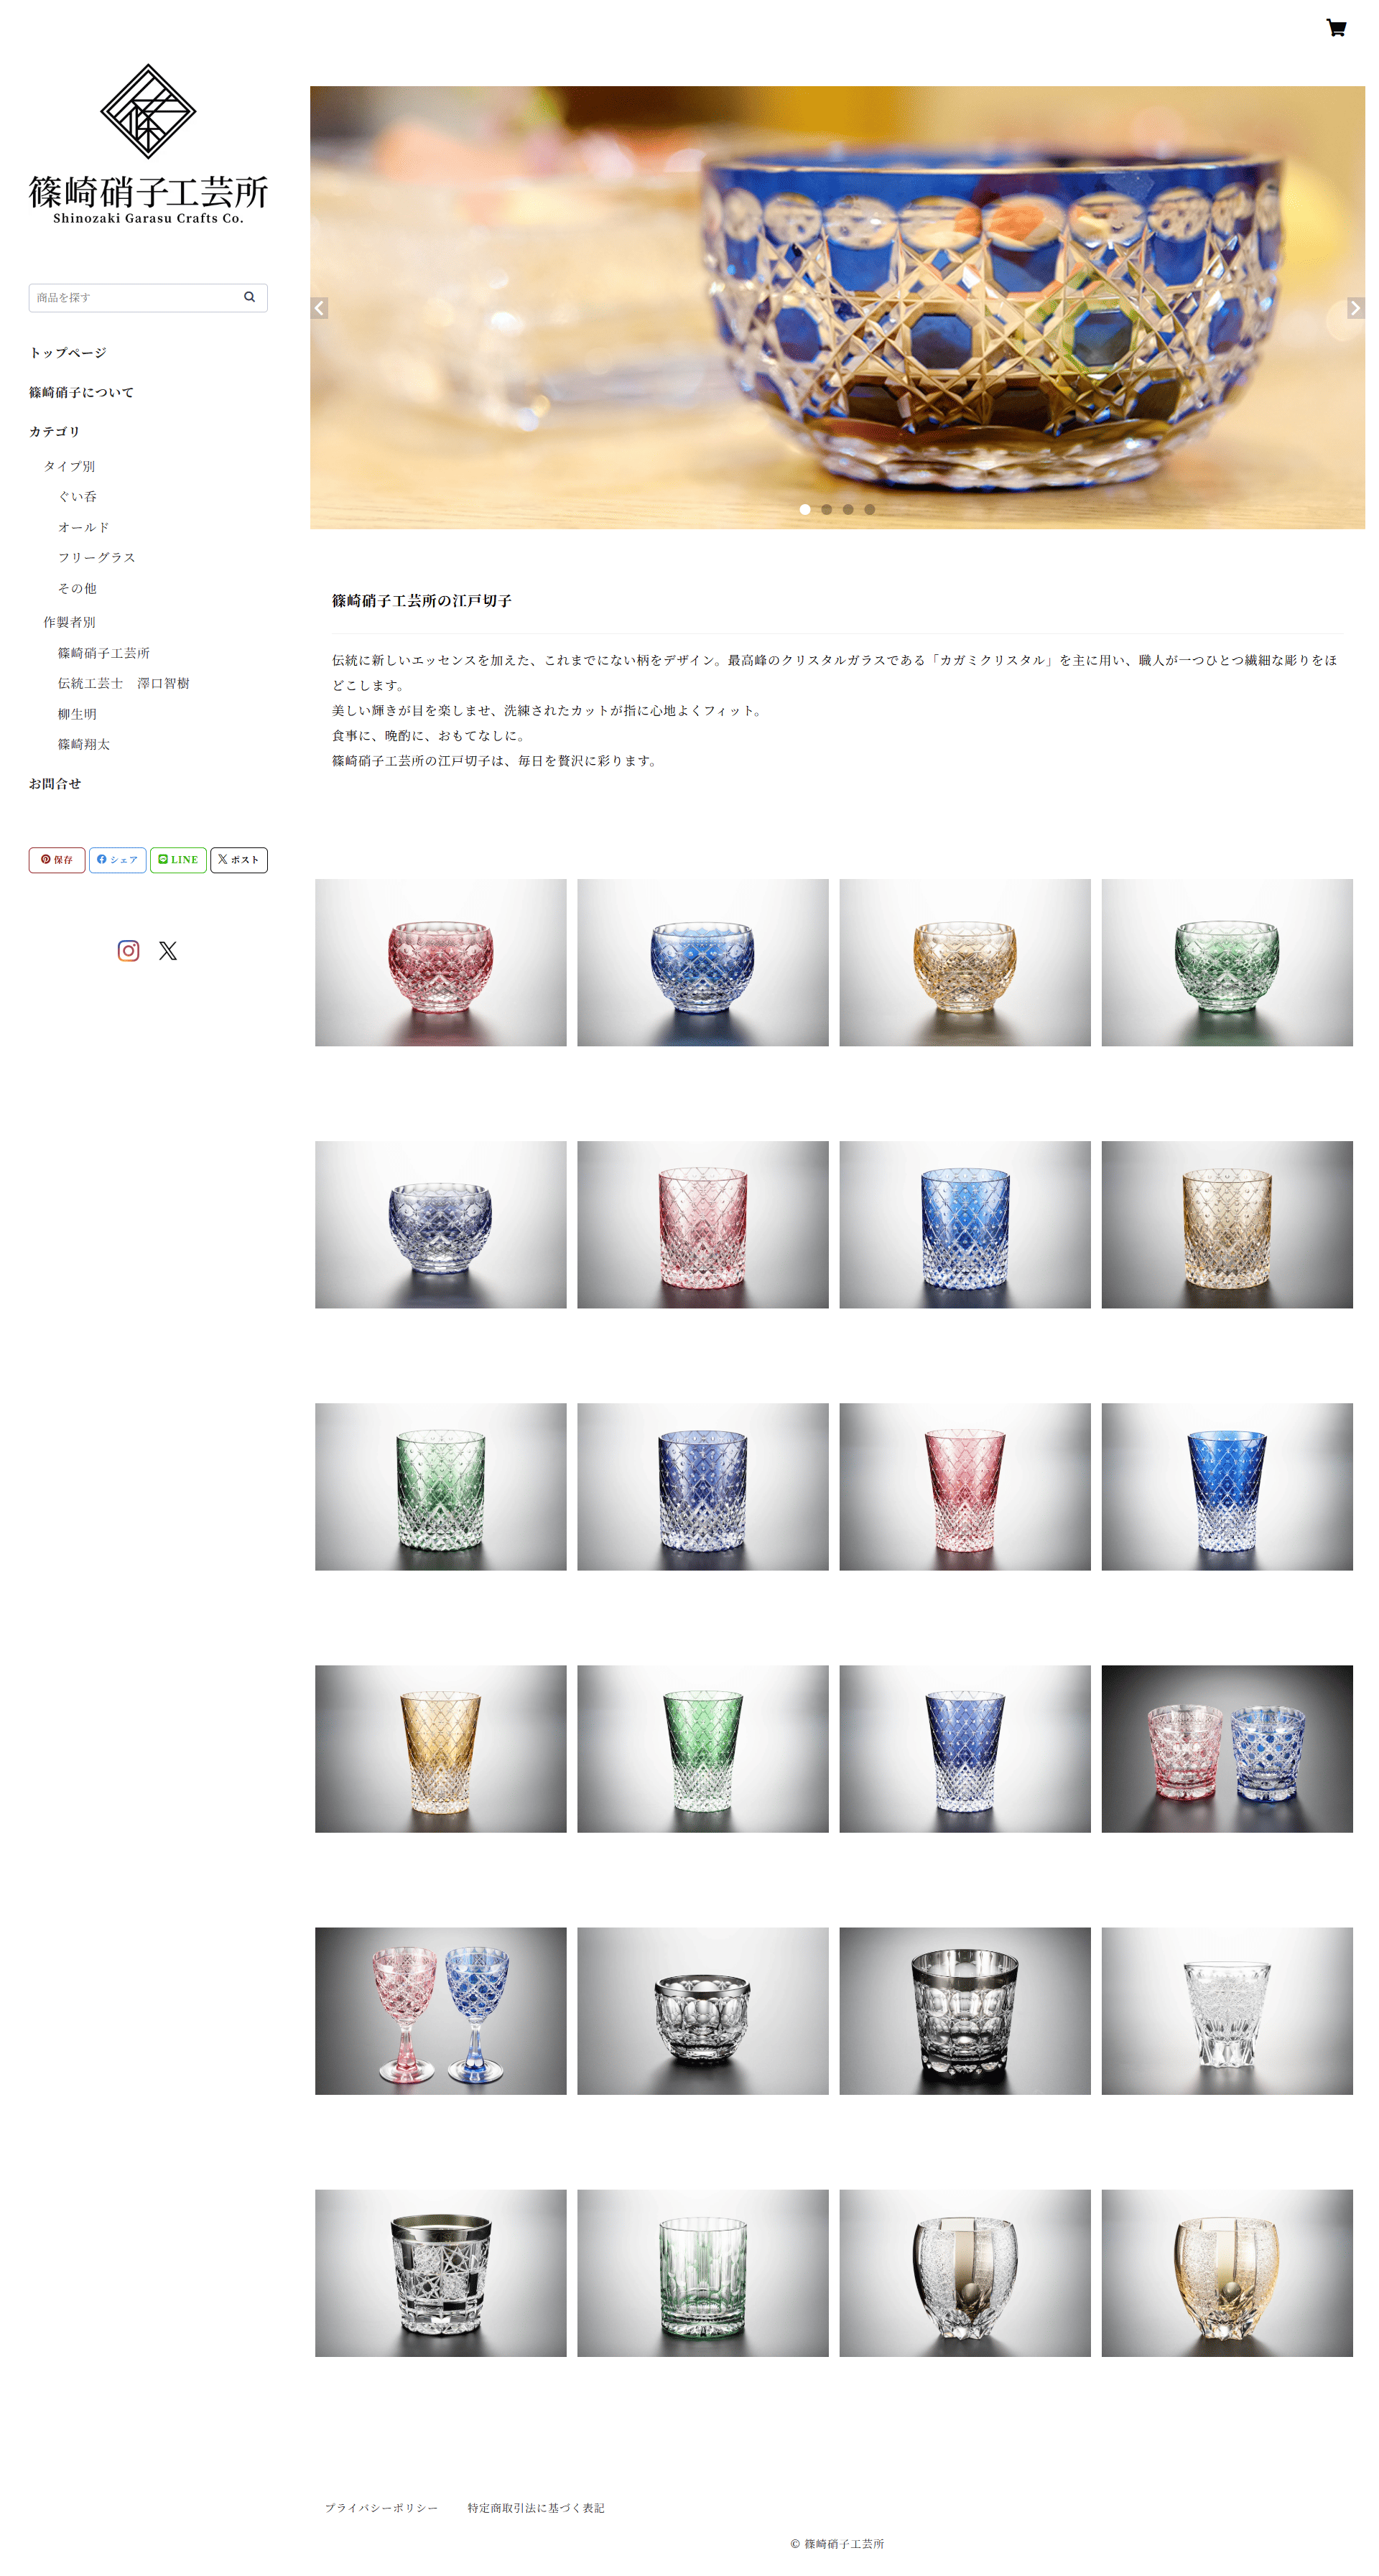 篠崎硝子工芸所
Shinozaki Garasu Crafts Co.
商品を探す
トップページ
篠崎硝子について
カテゴリ
タイプ別
ぐい呑
オールド
フリーグラス
その他
作製者別
篠崎硝子工芸所
伝統工芸士　澤口智樹
柳生明
篠崎翔太
お問合せ
保存 シェア LINE ポスト
篠崎硝子工芸所の江戸切子
伝統に新しいエッセンスを加えた、これまでにない柄をデザイン。最高峰のクリスタルガラスである「カガミクリスタル」を主に用い、職人が一つひとつ繊細な彫りをほ
どこします。
美しい輝きが目を楽しませ、洗練されたカットが指に心地よくフィット。
食事に、晩酌に、おもてなしに。
篠崎硝子工芸所の江戸切子は、毎日を贅沢に彩ります。
プライバシーポリシー 特定商取引法に基づく表記
© 篠崎硝子工芸所